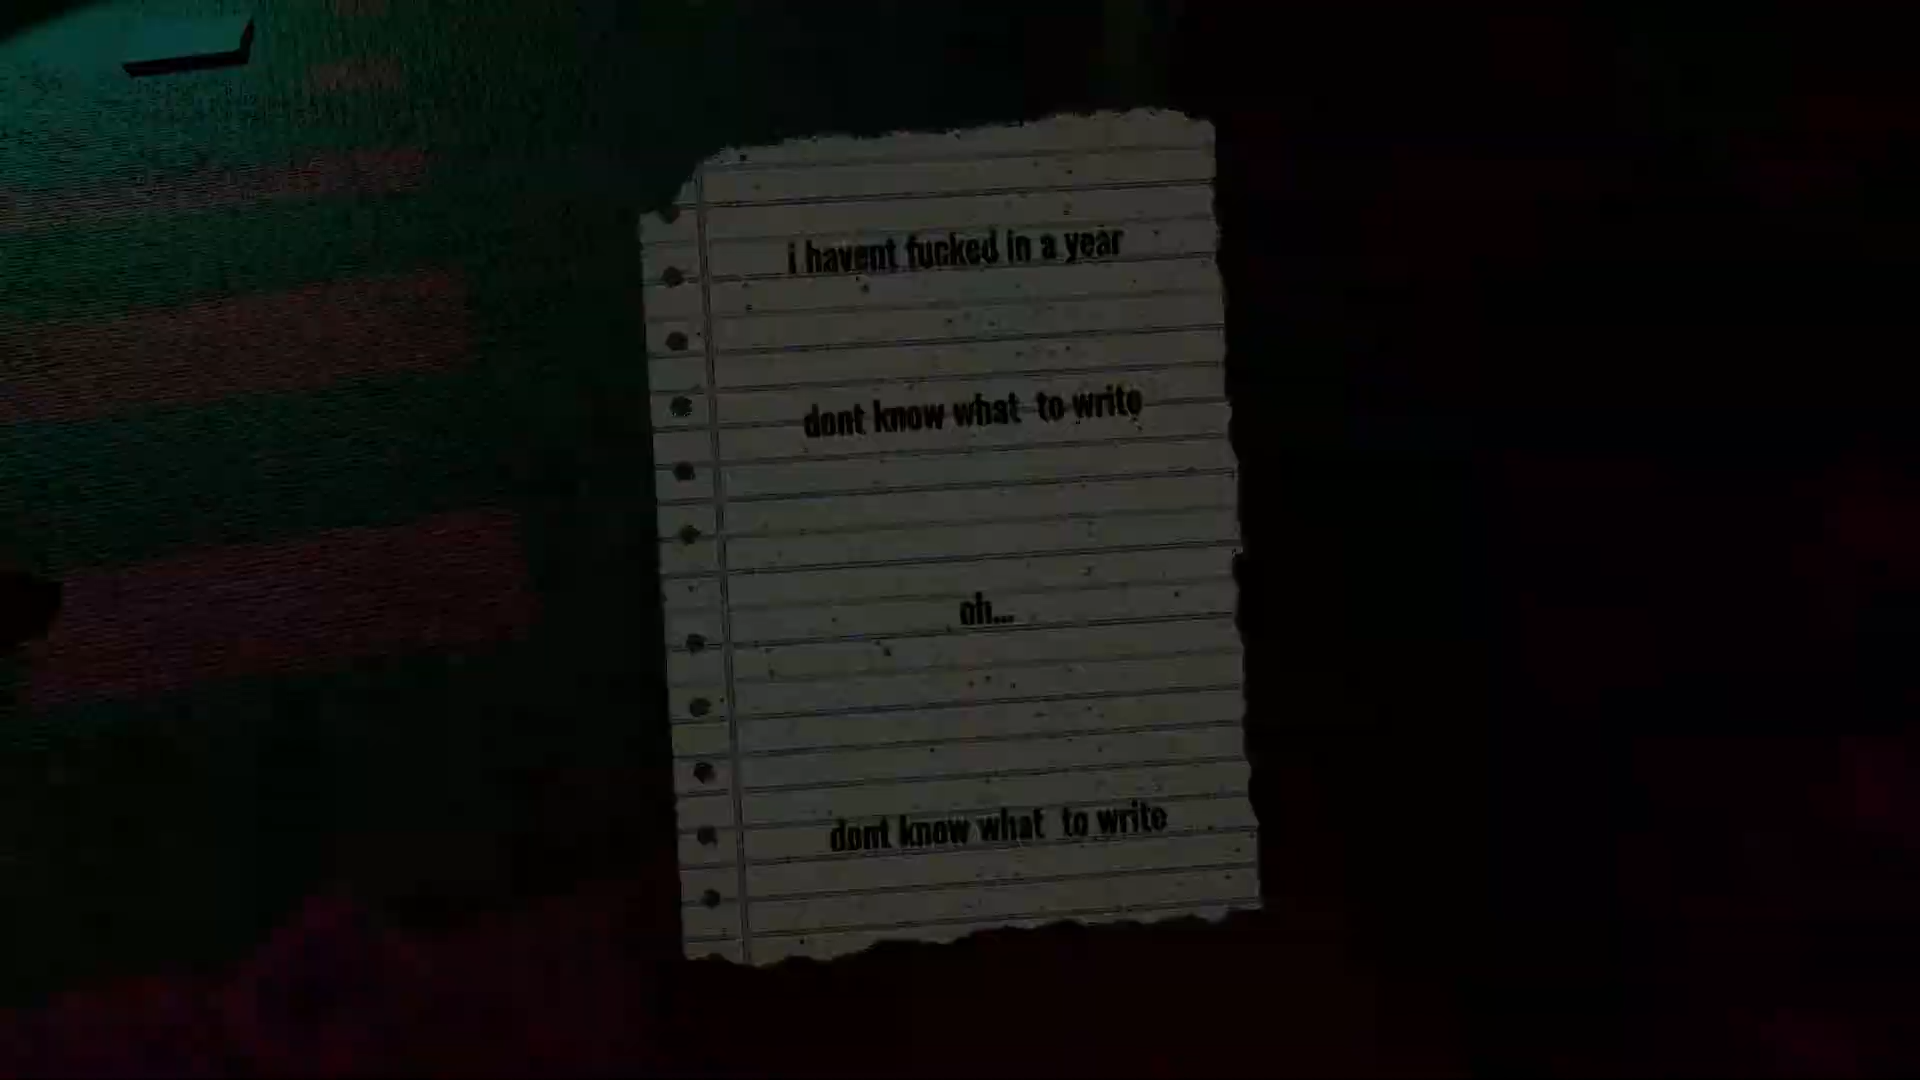 i havent fucked in a year
dont know what to write
oh...
dont know what to write